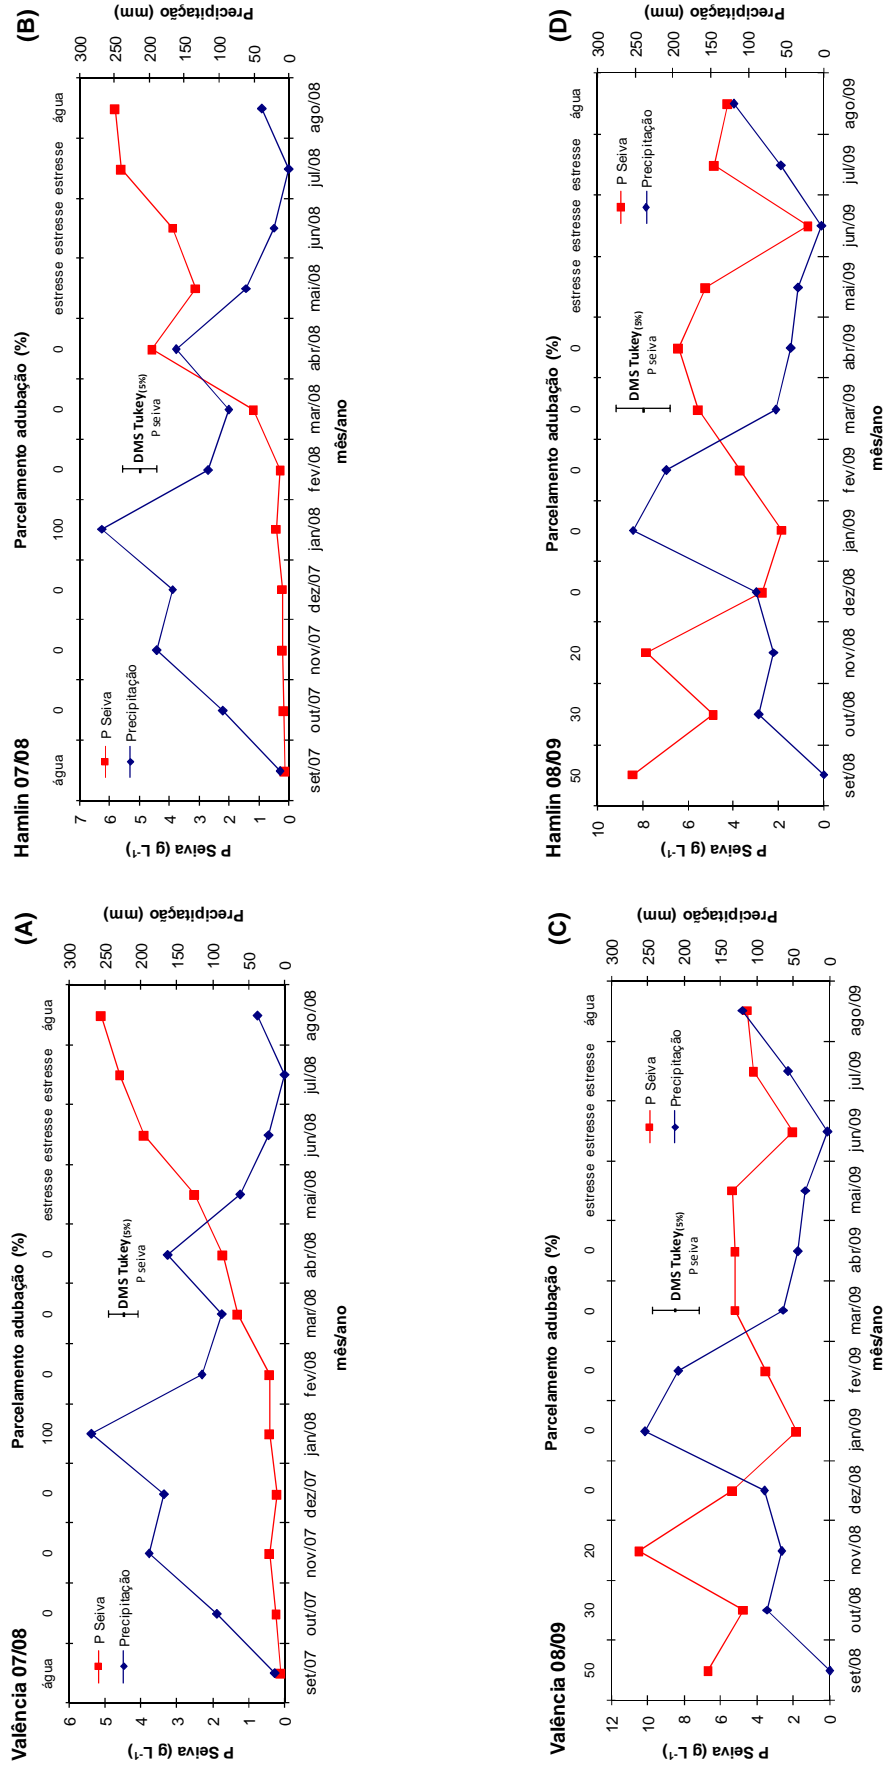 Valência 07/08
(A)
Parcelamento adubação (%)
água 0 0 0 100 0 0 0 estresse estresse estresse água
P Seiva (g L-1)
6
5
4
3
2
1
0
P Seiva
Precipitação
DMS Tukey(5%)
P seiva
Precipitação (mm)
300
250
200
150
100
50
0
set/07 out/07 nov/07 dez/07 jan/08 fev/08 mar/08 abr/08 mai/08 jun/08 jul/08 ago/08
mês/ano
Hamlin 07/08
(B)
Parcelamento adubação (%)
água 0 0 0 100 0 0 0 estresse estresse estresse água
P Seiva (g L-1)
7
6
5
4
3
2
1
0
P Seiva
Precipitação
DMS Tukey(5%)
P seiva
Precipitação (mm)
300
250
200
150
100
50
0
set/07 out/07 nov/07 dez/07 jan/08 fev/08 mar/08 abr/08 mai/08 jun/08 jul/08 ago/08
mês/ano
Valência 08/09
(C)
Parcelamento adubação (%)
50 30 20 0 0 0 0 0 estresse estresse estresse água
P Seiva (g L-1)
12
10
8
6
4
2
0
P Seiva
Precipitação
DMS Tukey(5%)
P seiva
Precipitação (mm)
300
250
200
150
100
50
0
set/08 out/08 nov/08 dez/08 jan/09 fev/09 mar/09 abr/09 mai/09 jun/09 jul/09 ago/09
mês/ano
Hamlin 08/09
(D)
Parcelamento adubação (%)
50 30 20 0 0 0 0 0 estresse estresse estresse água
P Seiva (g L-1)
10
8
6
4
2
0
P Seiva
Precipitação
DMS Tukey(5%)
P seiva
Precipitação (mm)
300
250
200
150
100
50
0
set/08 out/08 nov/08 dez/08 jan/09 fev/09 mar/09 abr/09 mai/09 jun/09 jul/09 ago/09
mês/ano